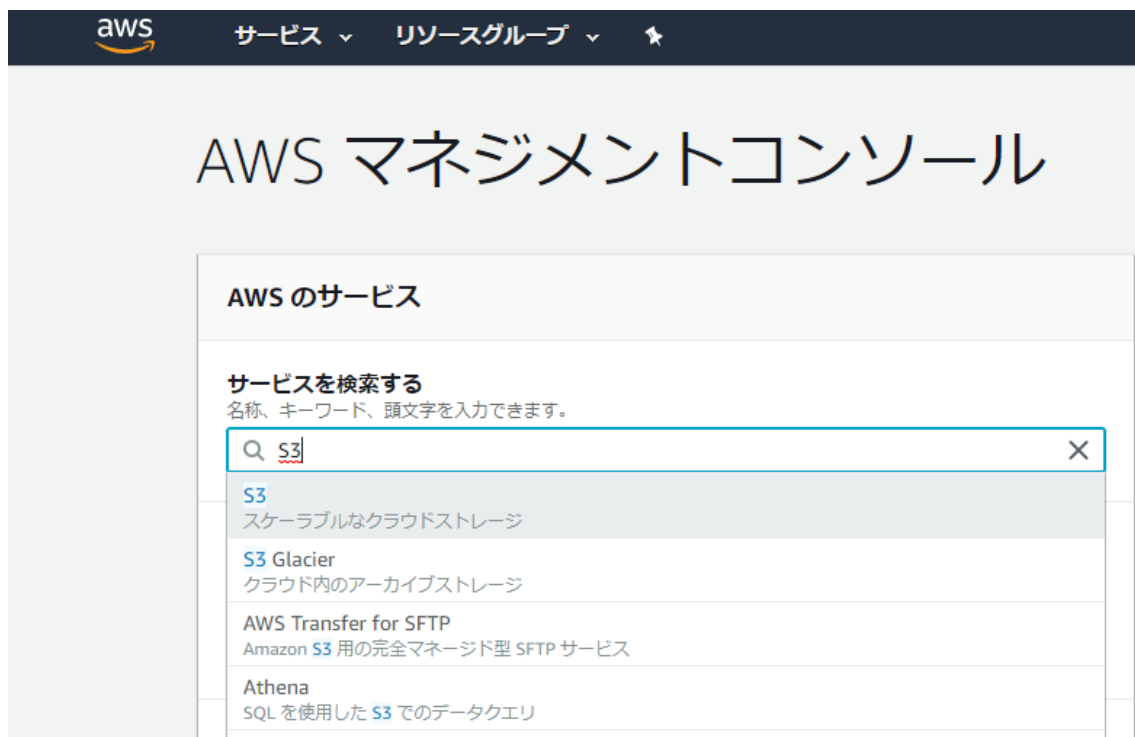 aws サービス リソースグループ
AWS マネジメントコンソール
AWS のサービス
サービスを検索する
名称、キーワード、頭文字を入力できます。
S3
S3
スケーラブルなクラウドストレージ
S3 Glacier
クラウド内のアーカイブストレージ
AWS Transfer for SFTP
Amazon S3 用の完全マネージド型 SFTP サービス
Athena
SQL を使用した S3 でのデータクエリ